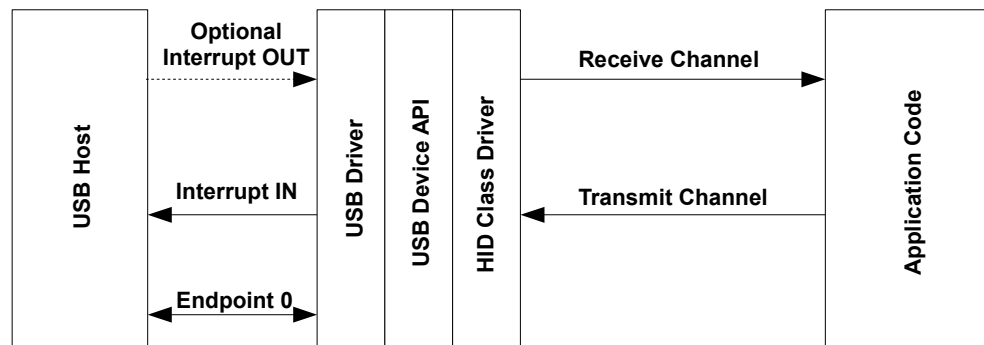 USB Host
Optional
Interrupt OUT
Interrupt IN
Endpoint 0
USB Driver
USB Device API
HID Class Driver
Receive Channel
Transmit Channel
Application Code